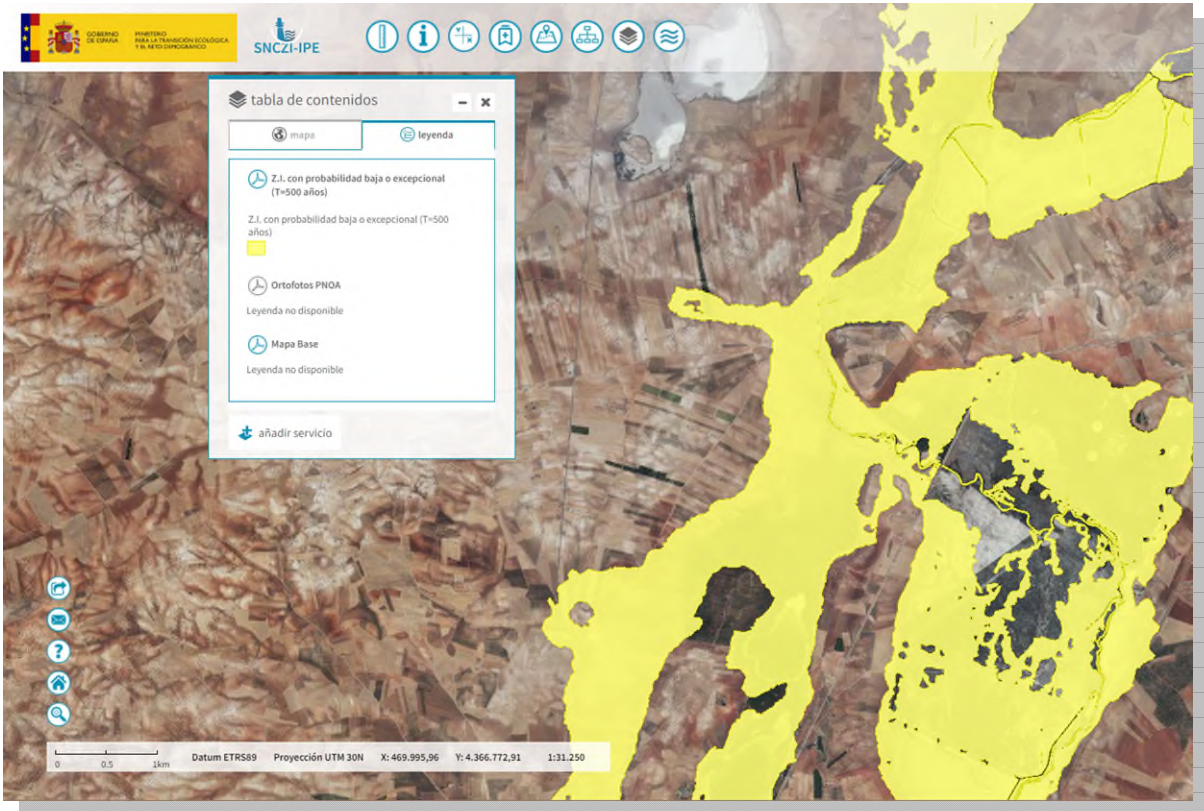 GOBIERNO
DE ESPAÑA
MINISTERIO
PARA LA TRANSICIÓN ECOLÓGICA
Y EL RETO DEMOGRÁFICO
SNCZI-IPE
tabla de contenidos
mapa
leyenda
Z.I. con probabilidad baja o excepcional
(T=500 años)
Z.I. con probabilidad baja o excepcional (T=500
años)
Ortofotos PNOA
Leyenda no disponible
Mapa Base
Leyenda no disponible
añadir servicio
0 0.5 1km
Datum ETRS89 Proyección UTM 30N X: 469.995,96 Y: 4.366.772,91 1:31.250